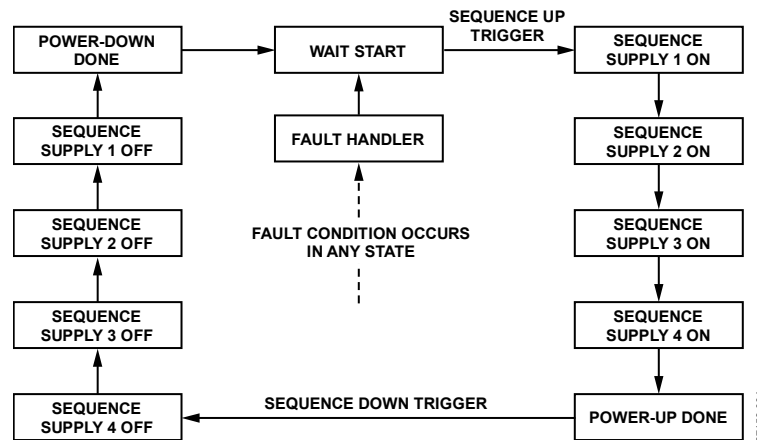 POWER-DOWN
DONE
WAIT START
SEQUENCE UP
TRIGGER
SEQUENCE
SUPPLY 1 ON
SEQUENCE
SUPPLY 1 OFF
FAULT HANDLER
SEQUENCE
SUPPLY 2 ON
SEQUENCE
SUPPLY 2 OFF
FAULT CONDITION OCCURS
IN ANY STATE
SEQUENCE
SUPPLY 3 ON
SEQUENCE
SUPPLY 3 OFF
SEQUENCE
SUPPLY 4 ON
SEQUENCE
SUPPLY 4 OFF
SEQUENCE DOWN TRIGGER
POWER-UP DONE